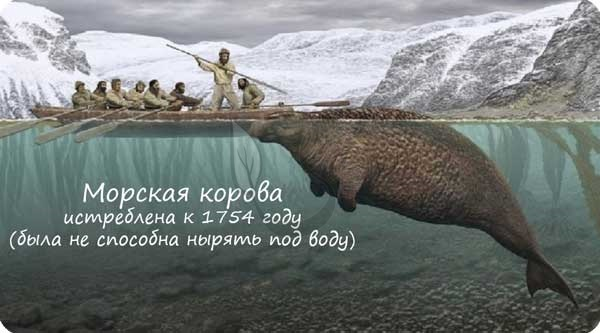 Морская корова
истреблена к 1754 году
(была не способна нырять под воду)